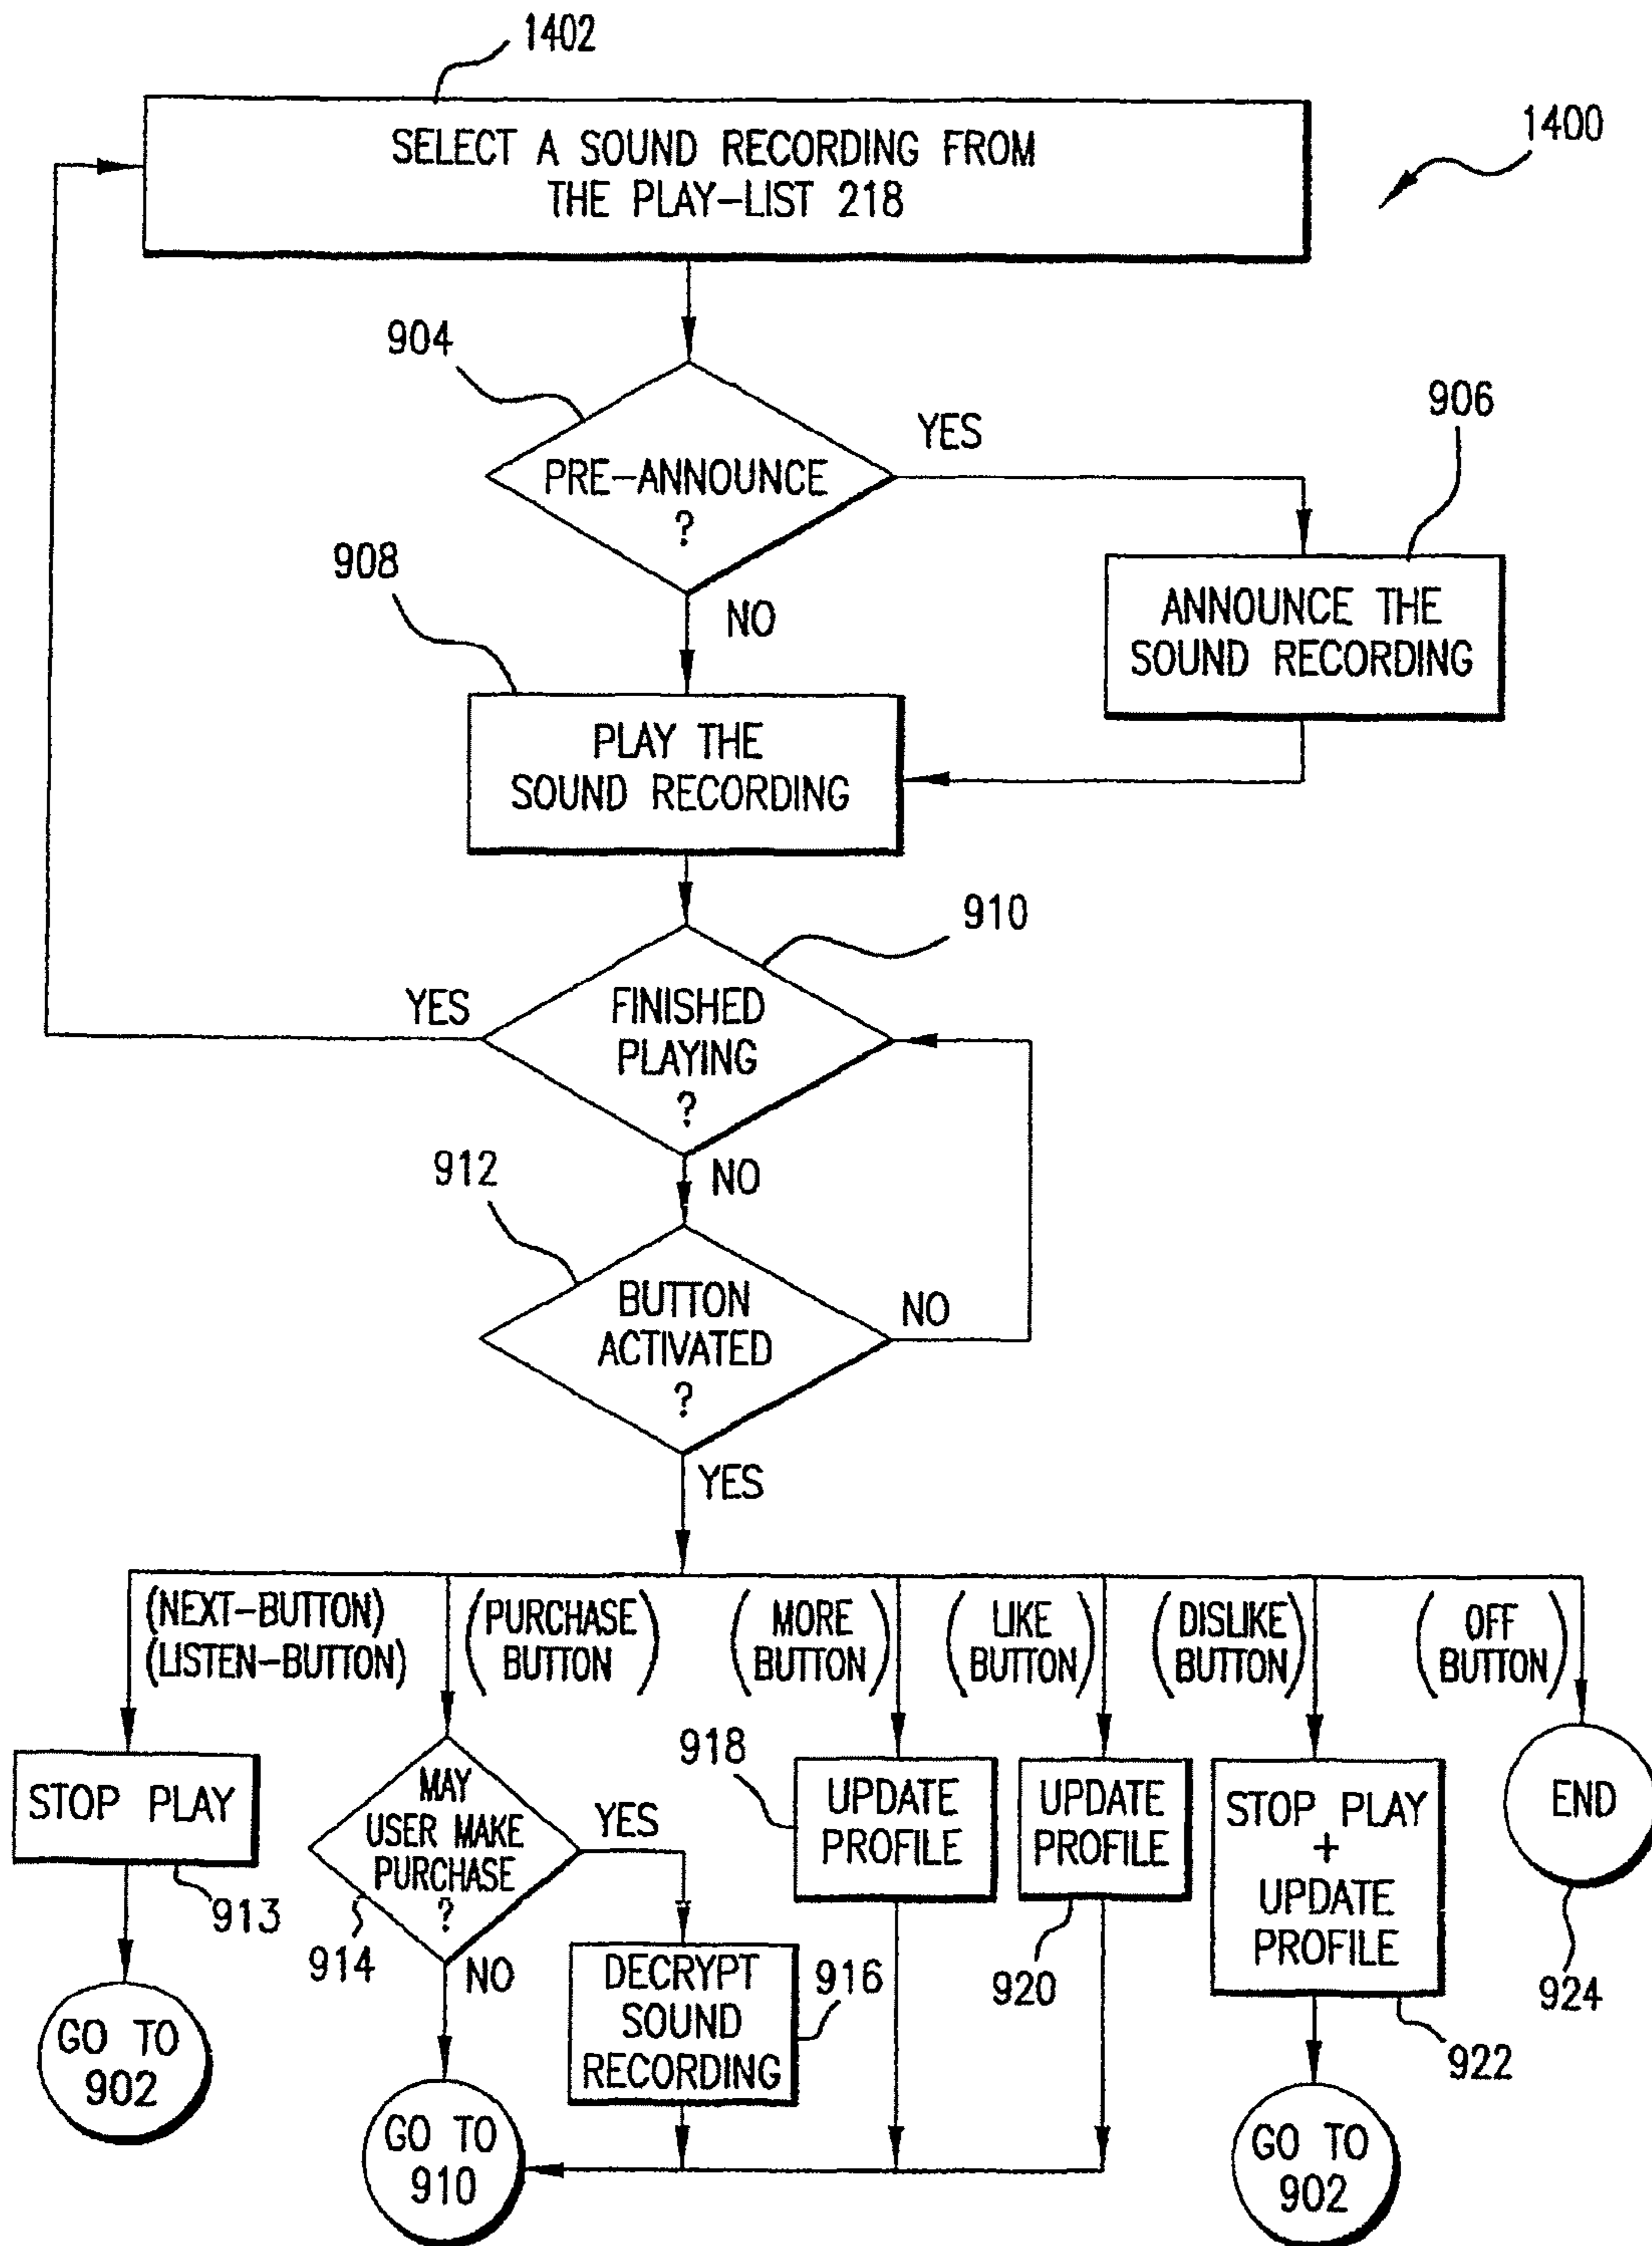 1402
SELECT A SOUND RECORDING FROM
THE PLAY-LIST 218
1400
904
PRE-ANNOUNCE
?
YES
NO
906
ANNOUNCE THE
SOUND RECORDING
908
PLAY THE
SOUND RECORDING
910
FINISHED
PLAYING
?
YES
NO
912
BUTTON
ACTIVATED
?
NO
YES
(NEXT-BUTTON)
(LISTEN-BUTTON)
(PURCHASE
BUTTON)
(MORE
BUTTON)
(LIKE
BUTTON)
(DISLIKE
BUTTON)
(OFF
BUTTON)
STOP PLAY
913
GO TO
902
MAY
USER MAKE
PURCHASE
?
914
YES
NO
DECRYPT
SOUND
RECORDING
916
GO TO
910
918
UPDATE
PROFILE
UPDATE
PROFILE
920
STOP PLAY
+
UPDATE
PROFILE
922
GO TO
902
END
924